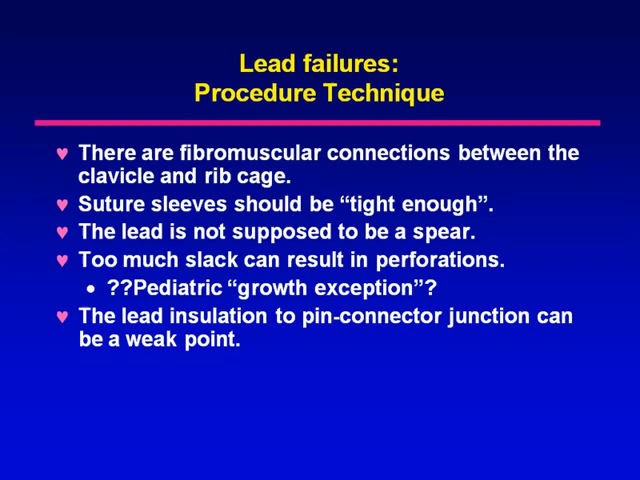 Lead failures:
Procedure Technique
♥ There are fibromuscular connections between the
clavicle and rib cage.
♥ Suture sleeves should be “tight enough”.
♥ The lead is not supposed to be a spear.
♥ Too much slack can result in perforations.
• ??Pediatric “growth exception”?
♥ The lead insulation to pin-connector junction can
be a weak point.